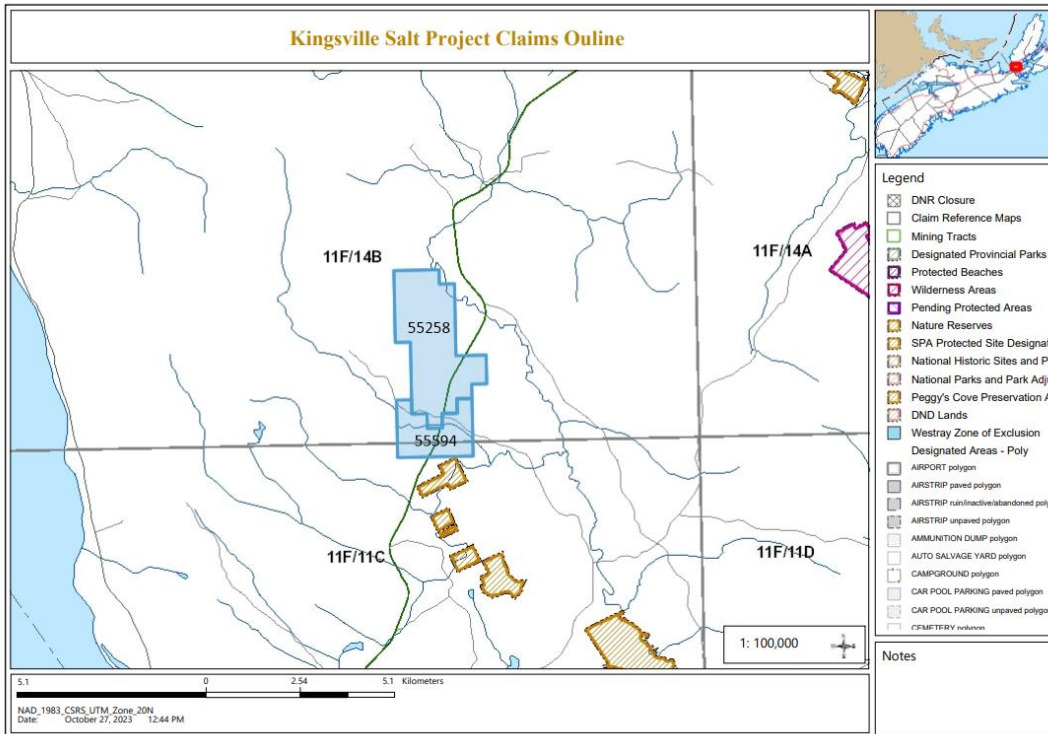 Kingsville Salt Project Claims Ouline
11F/14B
11F/14A
55258
55594
11F/11C
11F/11D
1: 100,000
5.1
0
2.54
5.1 Kilometers
NAD_1983_CSRS_UTM_Zone_20N
Date: October 27, 2023 12:44 PM
Legend
DNR Closure
Claim Reference Maps
Mining Tracts
Designated Provincial Parks
Protected Beaches
Wilderness Areas
Pending Protected Areas
Nature Reserves
SPA Protected Site Designat
National Historic Sites and P
National Parks and Park Adj
Peggy's Cove Preservation A
DND Lands
Westray Zone of Exclusion
Designated Areas - Poly
AIRPORT polygon
AIRSTRIP paved polygon
AIRSTRIP ruin/inactive/abandoned poly
AIRSTRIP unpaved polygon
AMMUNITION DUMP polygon
AUTO SALVAGE YARD polygon
CAMPGROUND polygon
CAR POOL PARKING paved polygon
CAR POOL PARKING unpaved polygon
CEMETERY polygon
Notes